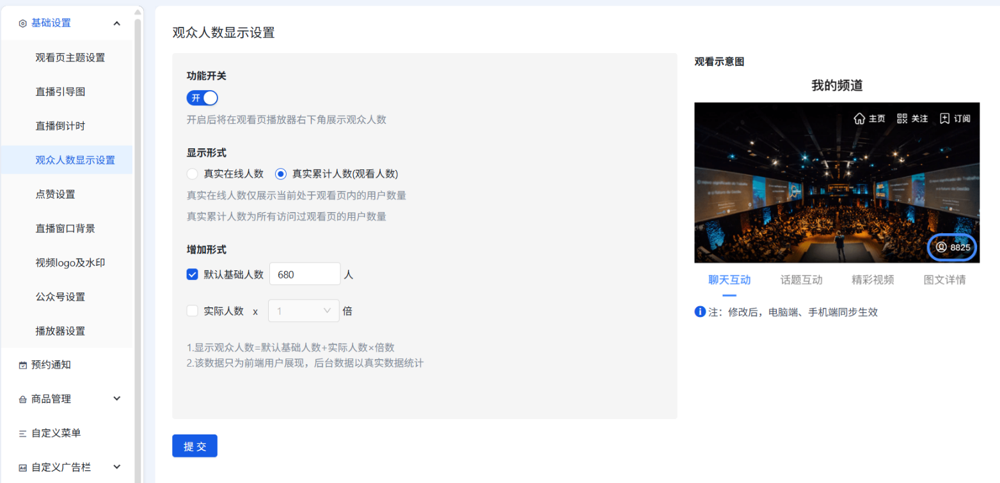 基础设置
观看页主题设置
直播引导图
直播倒计时
观众人数显示设置
点赞设置
直播窗口背景
视频logo及水印
公众号设置
播放器设置
预约通知
商品管理
自定义菜单
自定义广告栏
观众人数显示设置
功能开关
开
开启后将在观看页播放器右下角展示观众人数
显示形式
真实在线人数 真实累计人数(观看人数)
真实在线人数仅展示当前处于观看页内的用户数量
真实累计人数为所有访问过观看页的用户数量
增加形式
默认基础人数 680 人
实际人数 x 1 倍
1.显示观众人数=默认基础人数+实际人数×倍数
2.该数据只为前端用户展现，后台数据以真实数据统计
提交
观看示意图
我的频道
主页 关注 订阅
8825
聊天互动 话题互动 精彩视频 图文详情
注：修改后，电脑端、手机端同步生效